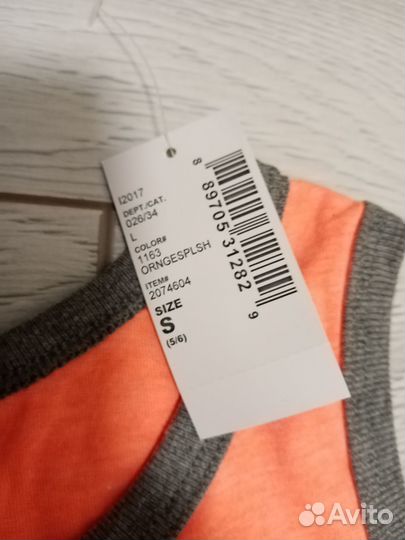 I2017
DEPT./CAT.
026/34
L
COLOR#
1163
ORNGESPLSH
ITEM#
2074604
SIZE
S
(5/6)
8 89705 31282 9
Avito